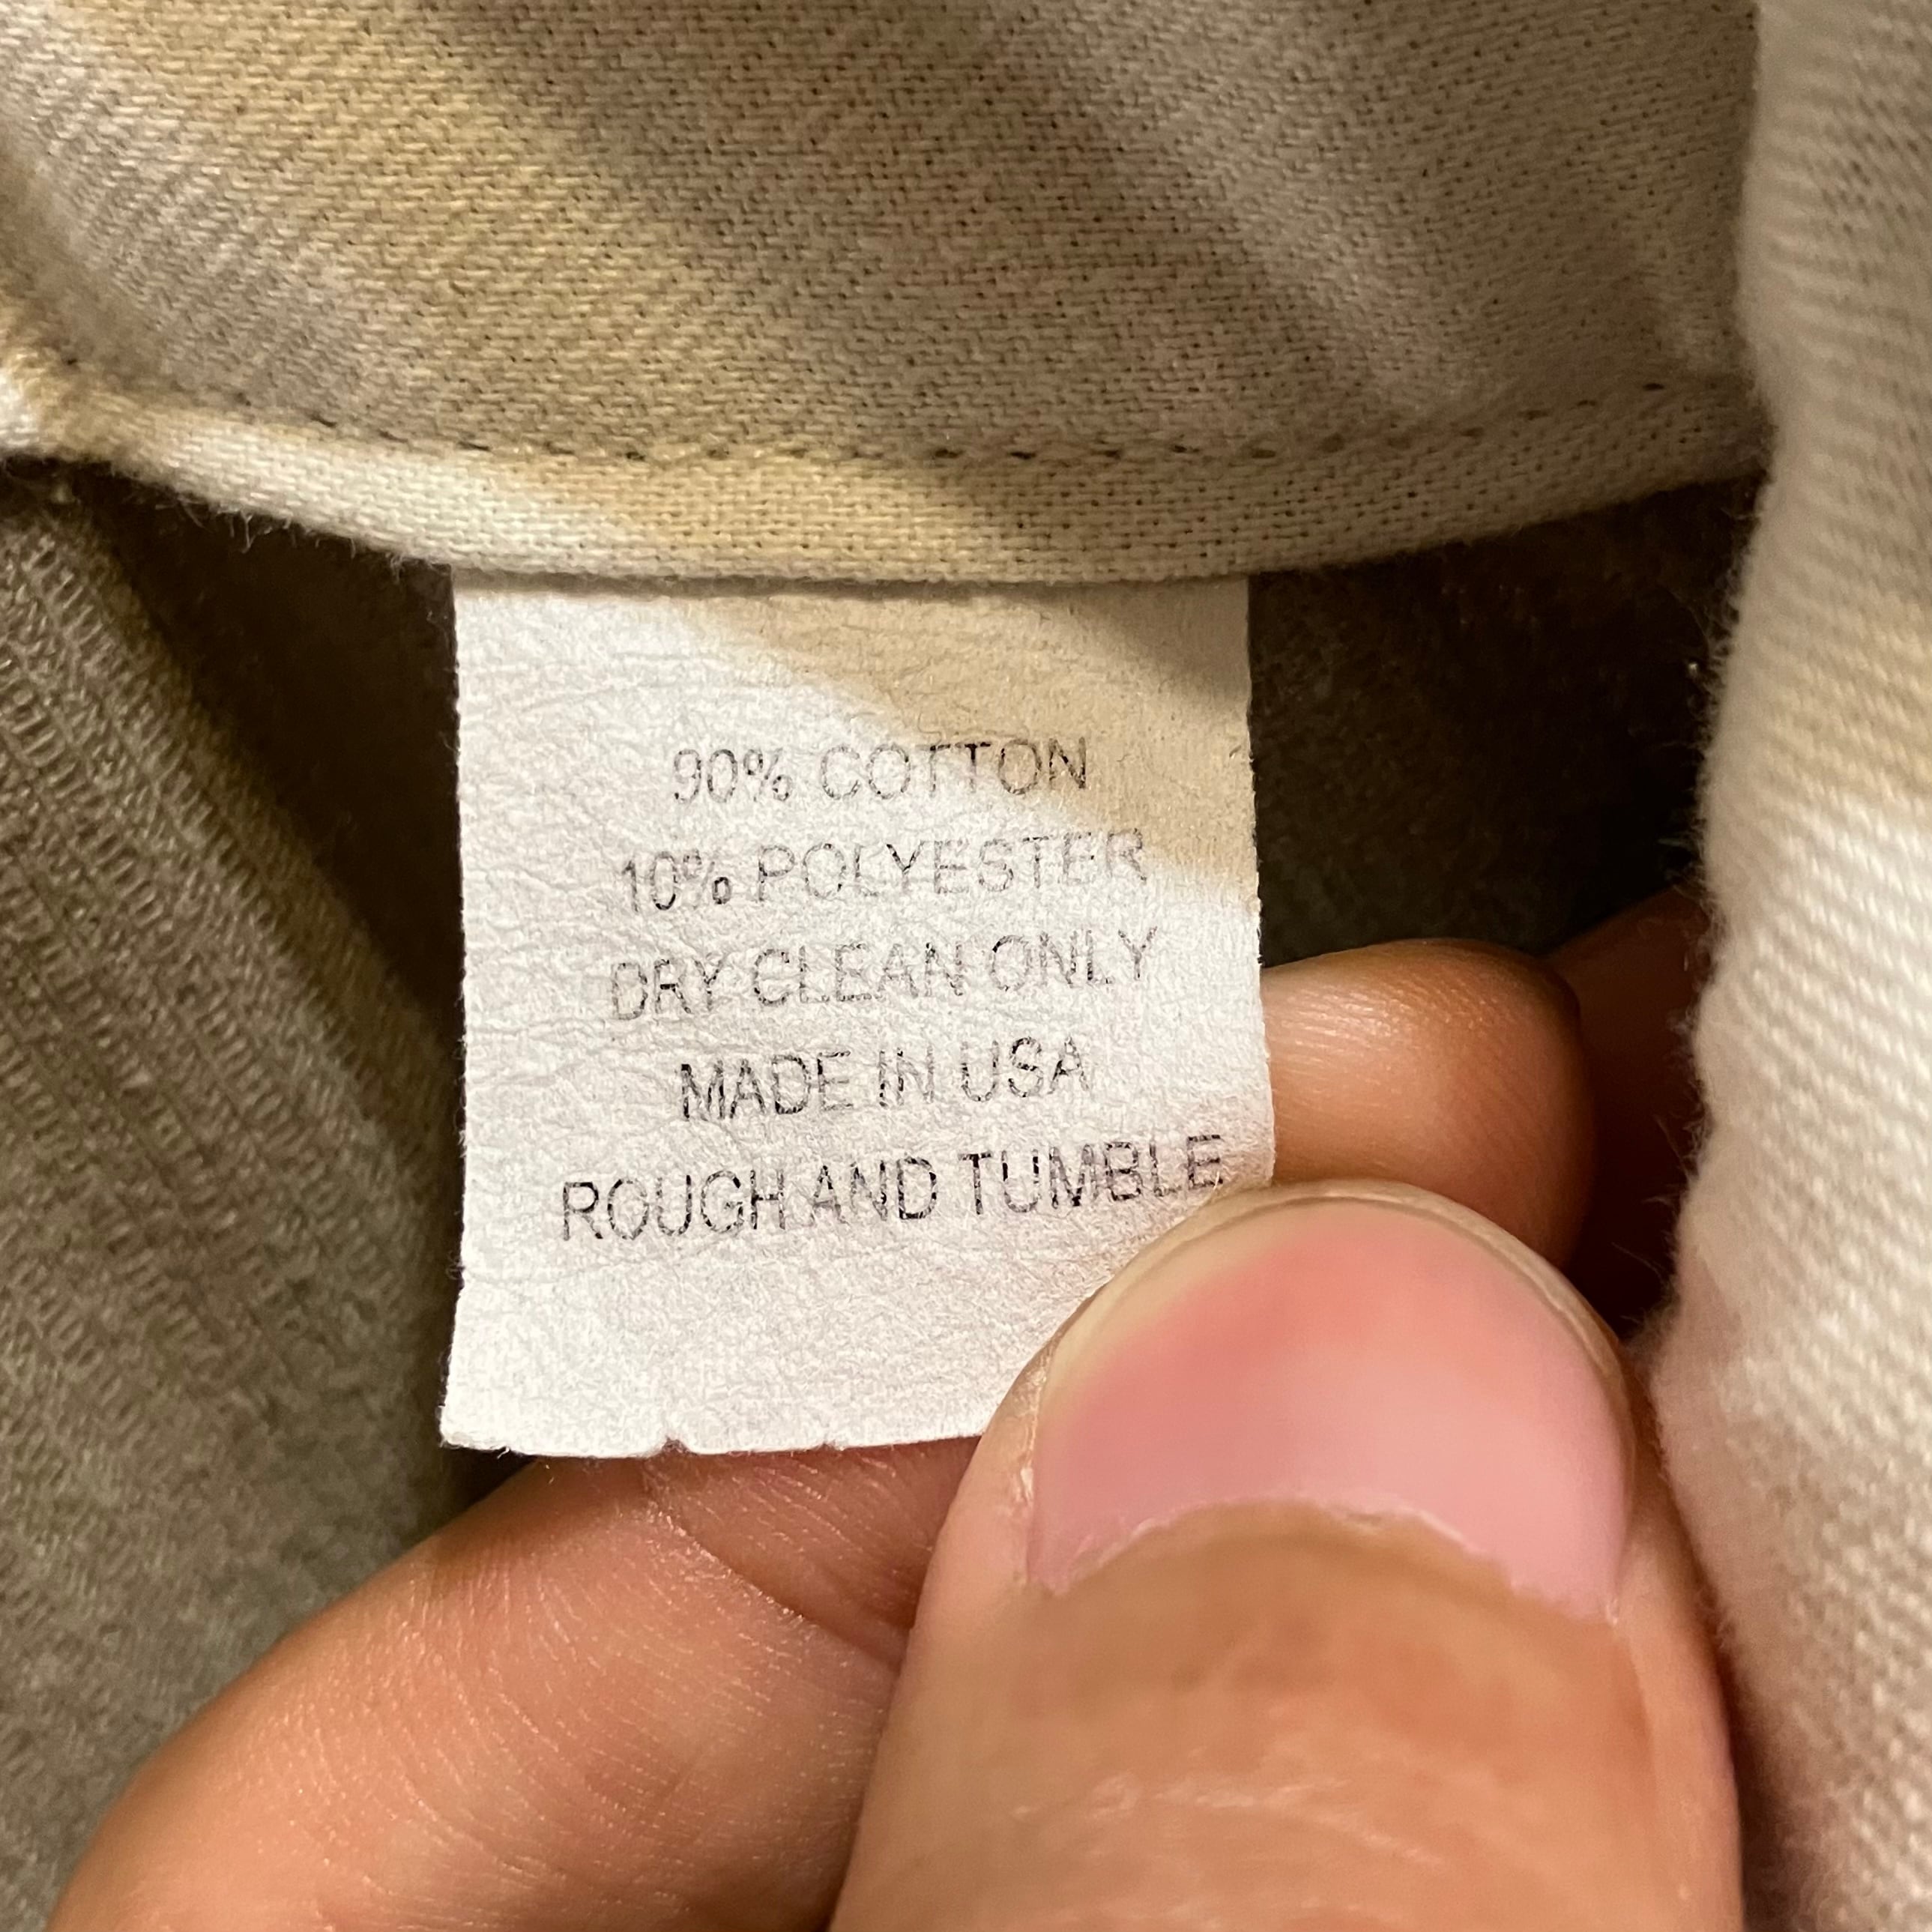 90% COTTON
10% POLYESTER
DRY CLEAN ONLY
MADE IN USA
ROUGH AND TUMBLE